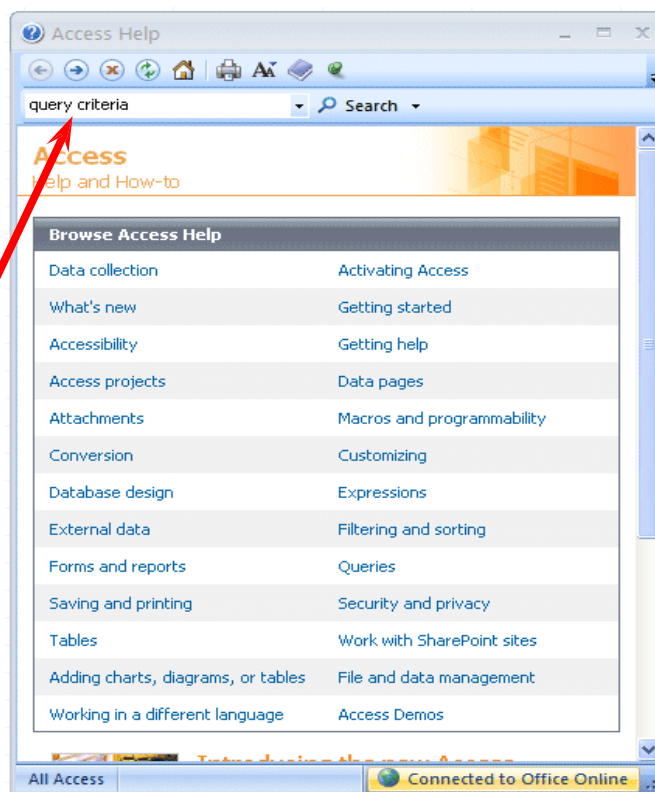 Access Help
query criteria Search
Access
Help and How-to
Browse Access Help
Data collection Activating Access
What's new Getting started
Accessibility Getting help
Access projects Data pages
Attachments Macros and programmability
Conversion Customizing
Database design Expressions
External data Filtering and sorting
Forms and reports Queries
Saving and printing Security and privacy
Tables Work with SharePoint sites
Adding charts, diagrams, or tables File and data management
Working in a different language Access Demos
Introducing the new Access
All Access Connected to Office Online